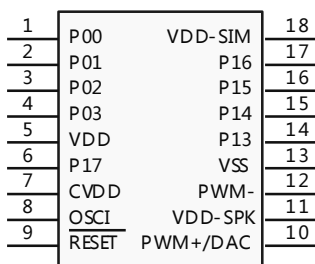 1 P00 VDD-SIM 18
2 P01 P16 17
3 P02 P15 16
4 P03 P14 15
5 VDD P13 14
6 P17 VSS 13
7 CVDD PWM- 12
8 OSCI VDD-SPK 11
9 RESET PWM+/DAC 10